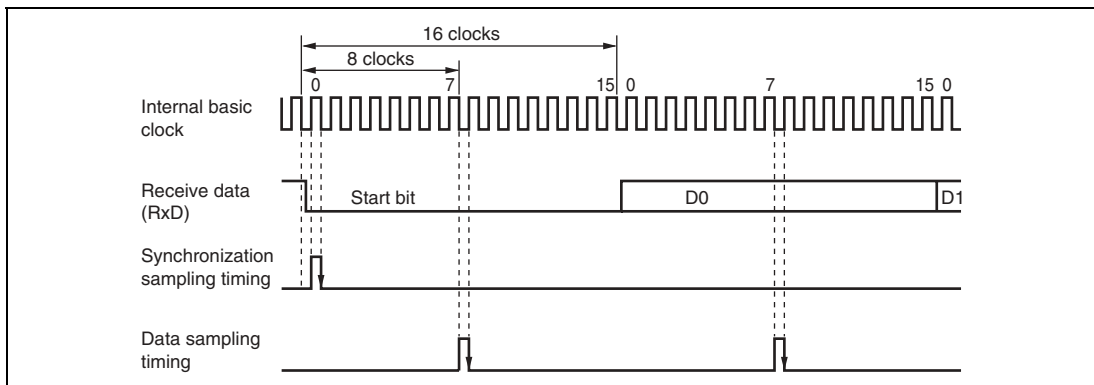 16 clocks
8 clocks
0 7 15 0 7 15 0
Internal basic
clock
Receive data
(RxD)
Start bit D0 D1
Synchronization
sampling timing
Data sampling
timing